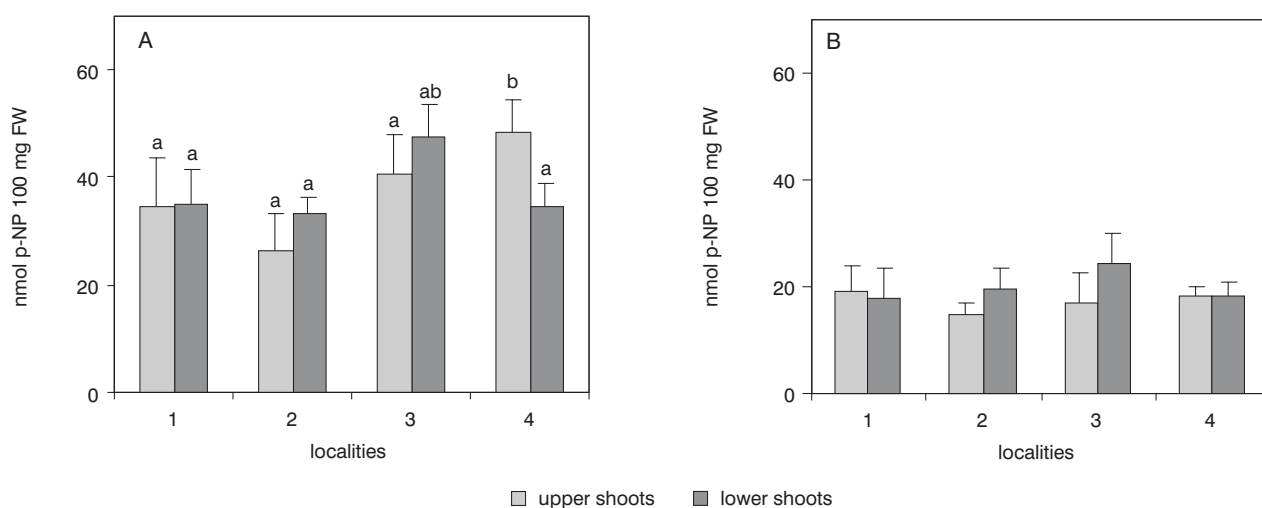 A
60
40
20
0
nmol p-NP 100 mg FW
a a a a a ab b a
1 2 3 4
localities
B
60
40
20
0
nmol p-NP 100 mg FW
1 2 3 4
localities
upper shoots lower shoots